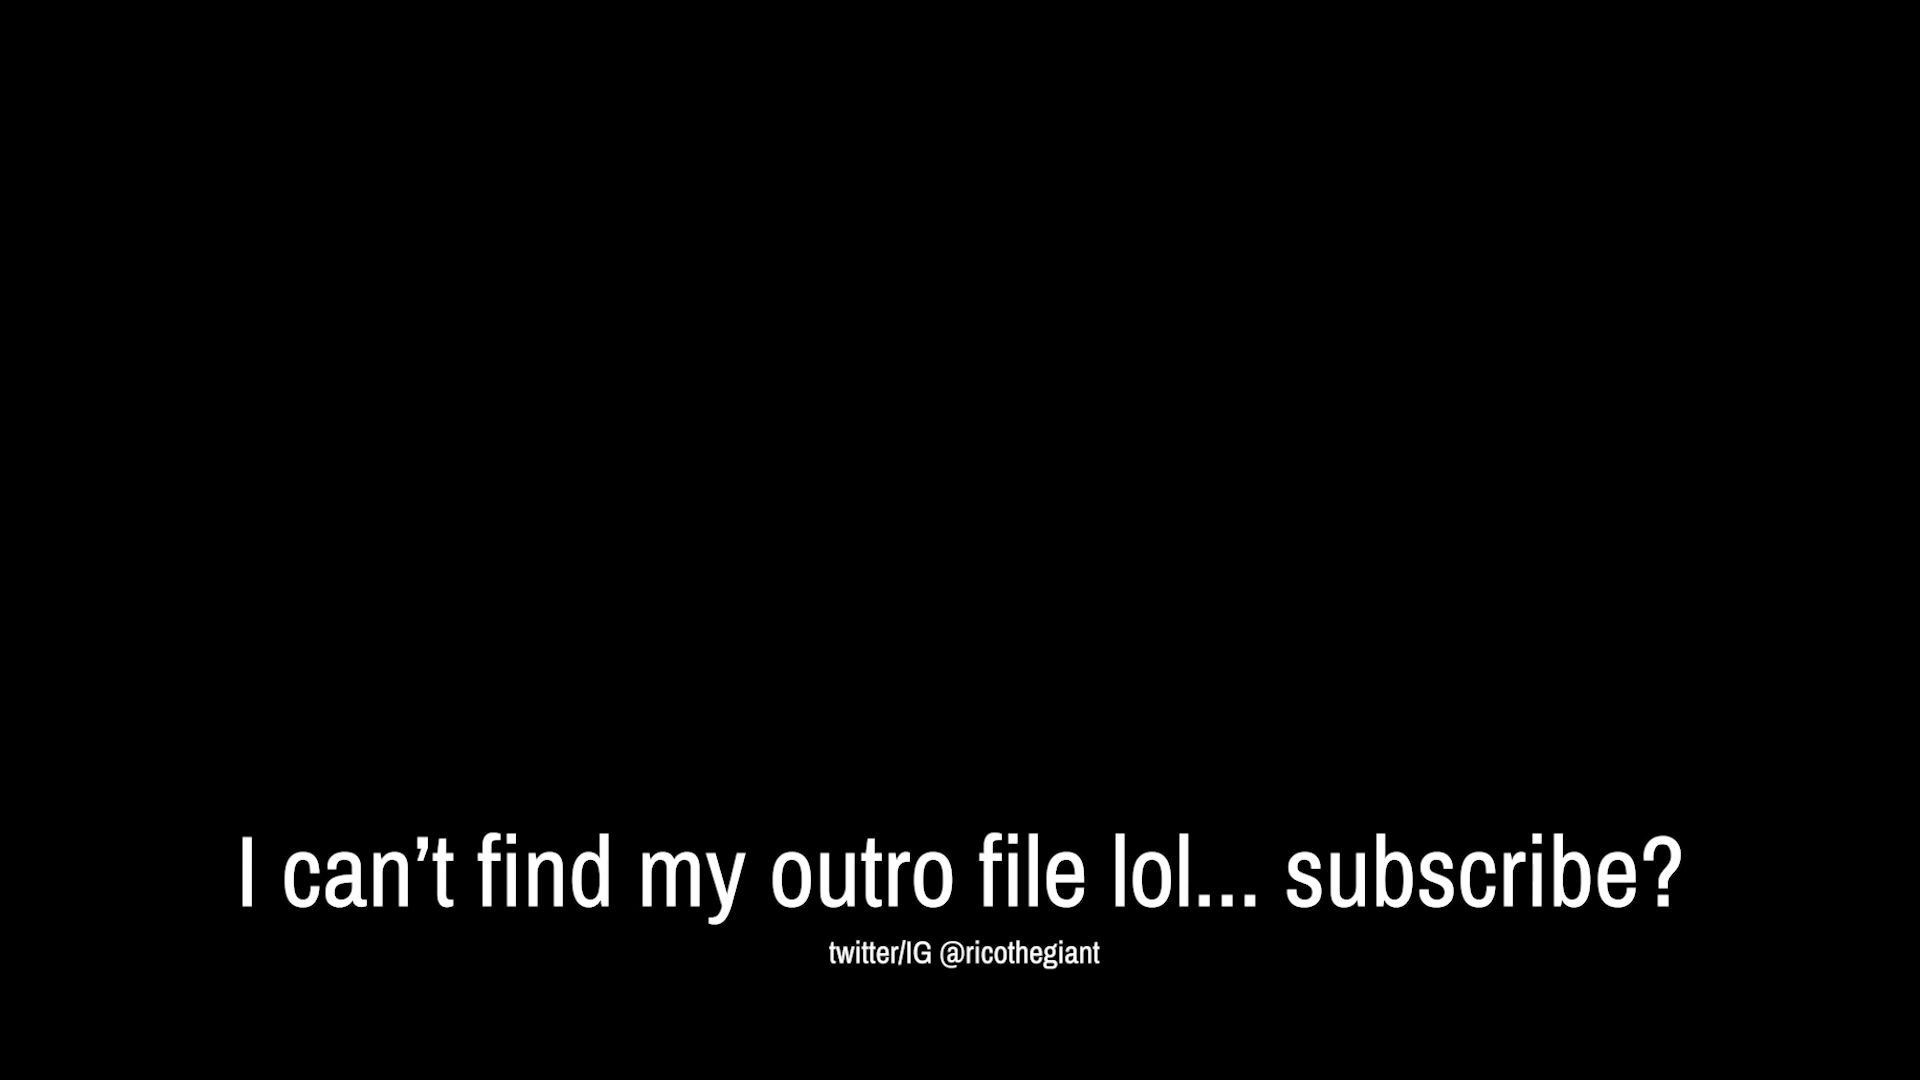 I can’t find my outro file lol... subscribe?
twitter/IG @ricothegiant